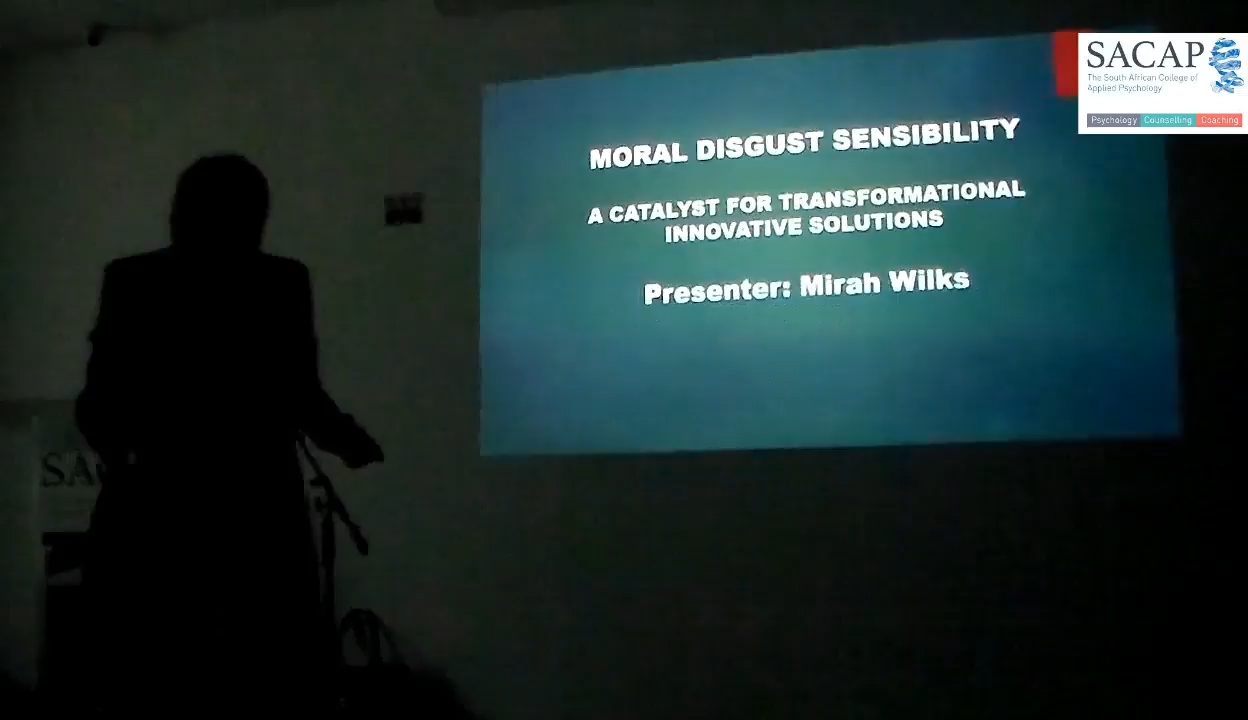 SACAP
The South African College of
Applied Psychology
Psychology Counselling Coaching
MORAL DISGUST SENSIBILITY
A CATALYST FOR TRANSFORMATIONAL
INNOVATIVE SOLUTIONS
Presenter: Mirah Wilks
SA